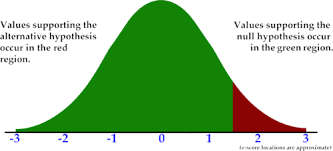 Values supporting the
alternative hypothesis
occur in the red
region.
Values supporting the
null hypothesis occur
in the green region.
-3 -2 -1 0 1 2 3
(z-score locations are approximate)